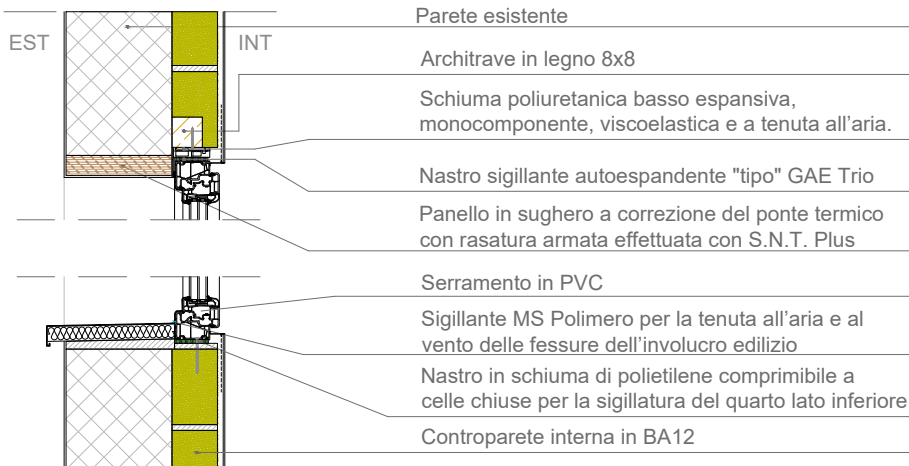 Parete esistente
EST
INT
Architrave in legno 8x8
Schiuma poliuretanica basso espansiva,
monocomponente, viscoelastica e a tenuta all'aria.
Nastro sigillante autoespandente "tipo" GAE Trio
Panello in sughero a correzione del ponte termico
con rasatura armata effettuata con S.N.T. Plus
Serramento in PVC
Sigillante MS Polimero per la tenuta all'aria e al
vento delle fessure dell'involucro edilizio
Nastro in schiuma di polietilene comprimibile a
celle chiuse per la sigillatura del quarto lato inferiore
Controparete interna in BA12